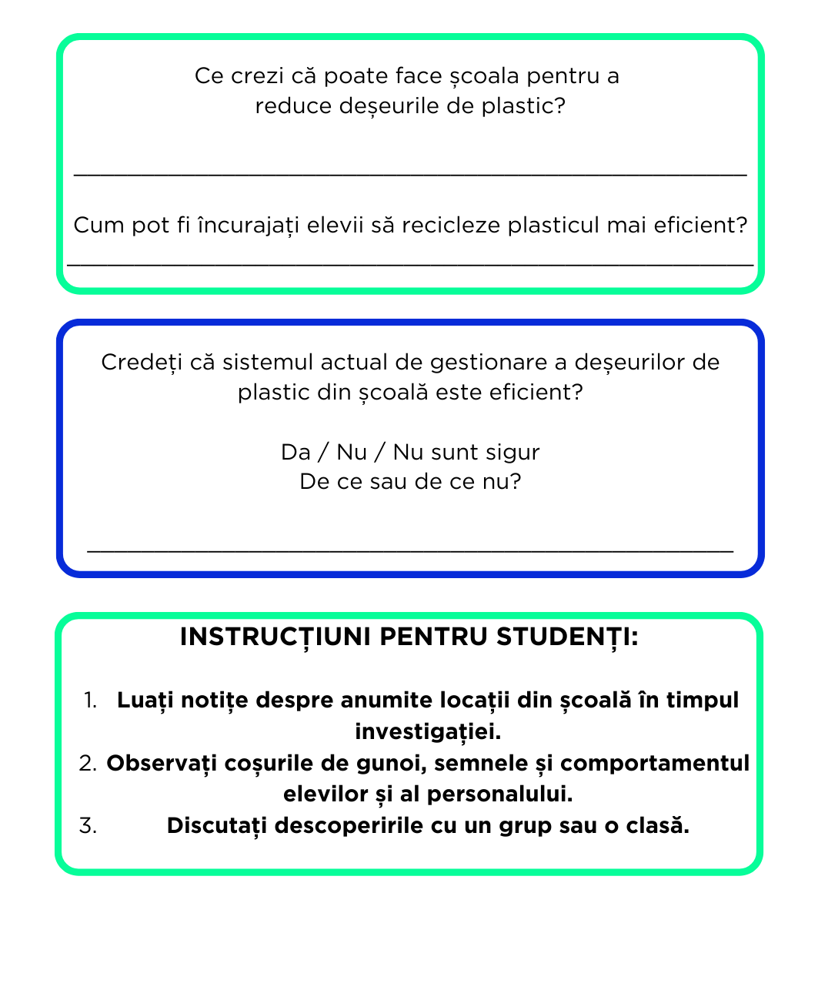 Ce crezi că poate face școala pentru a
reduce deșeurile de plastic?
__________________________________________________
Cum pot fi încurajați elevii să recicleze plasticul mai eficient?
___________________________________________________
Credeți că sistemul actual de gestionare a deșeurilor de
plastic din școală este eficient?
Da / Nu / Nu sunt sigur
De ce sau de ce nu?
________________________________________________
INSTRUCȚIUNI PENTRU STUDENȚI:
1. Luați notițe despre anumite locații din școală în timpul
investigației.
2. Observați coșurile de gunoi, semnele și comportamentul
elevilor și al personalului.
3. Discutați descoperirile cu un grup sau o clasă.